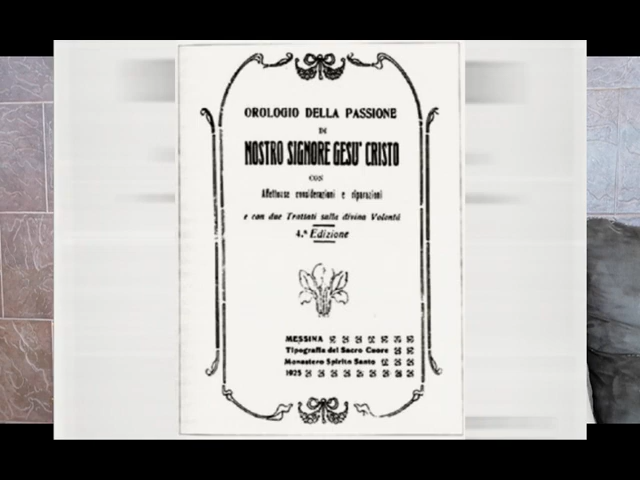 OROLOGIO DELLA PASSIONE
DI
NOSTRO SIGNORE GESU' CRISTO
CON
Affettuose considerazioni e riparazioni
e con due Trattati sulla divina Volontà
4.ª Edizione
MESSINA
Tipografia del Sacro Cuore
Monastero Spirito Santo
1925